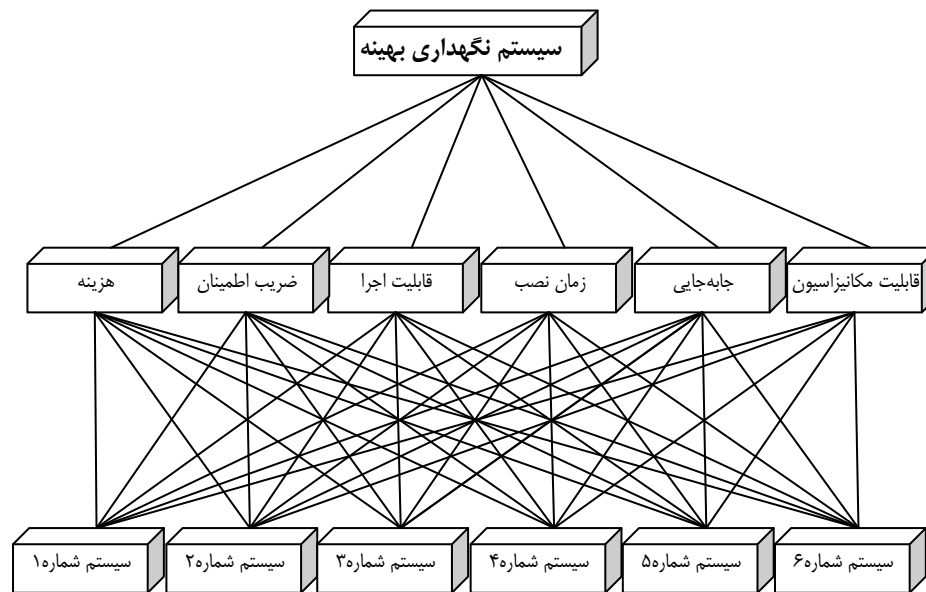 سیستم نگهداری بهینه
قابلیت مکانیزاسیون
جابه‌جایی
زمان نصب
قابلیت اجرا
ضریب اطمینان
هزینه
سیستم شماره۶
سیستم شماره۵
سیستم شماره۴
سیستم شماره۳
سیستم شماره۲
سیستم شماره۱